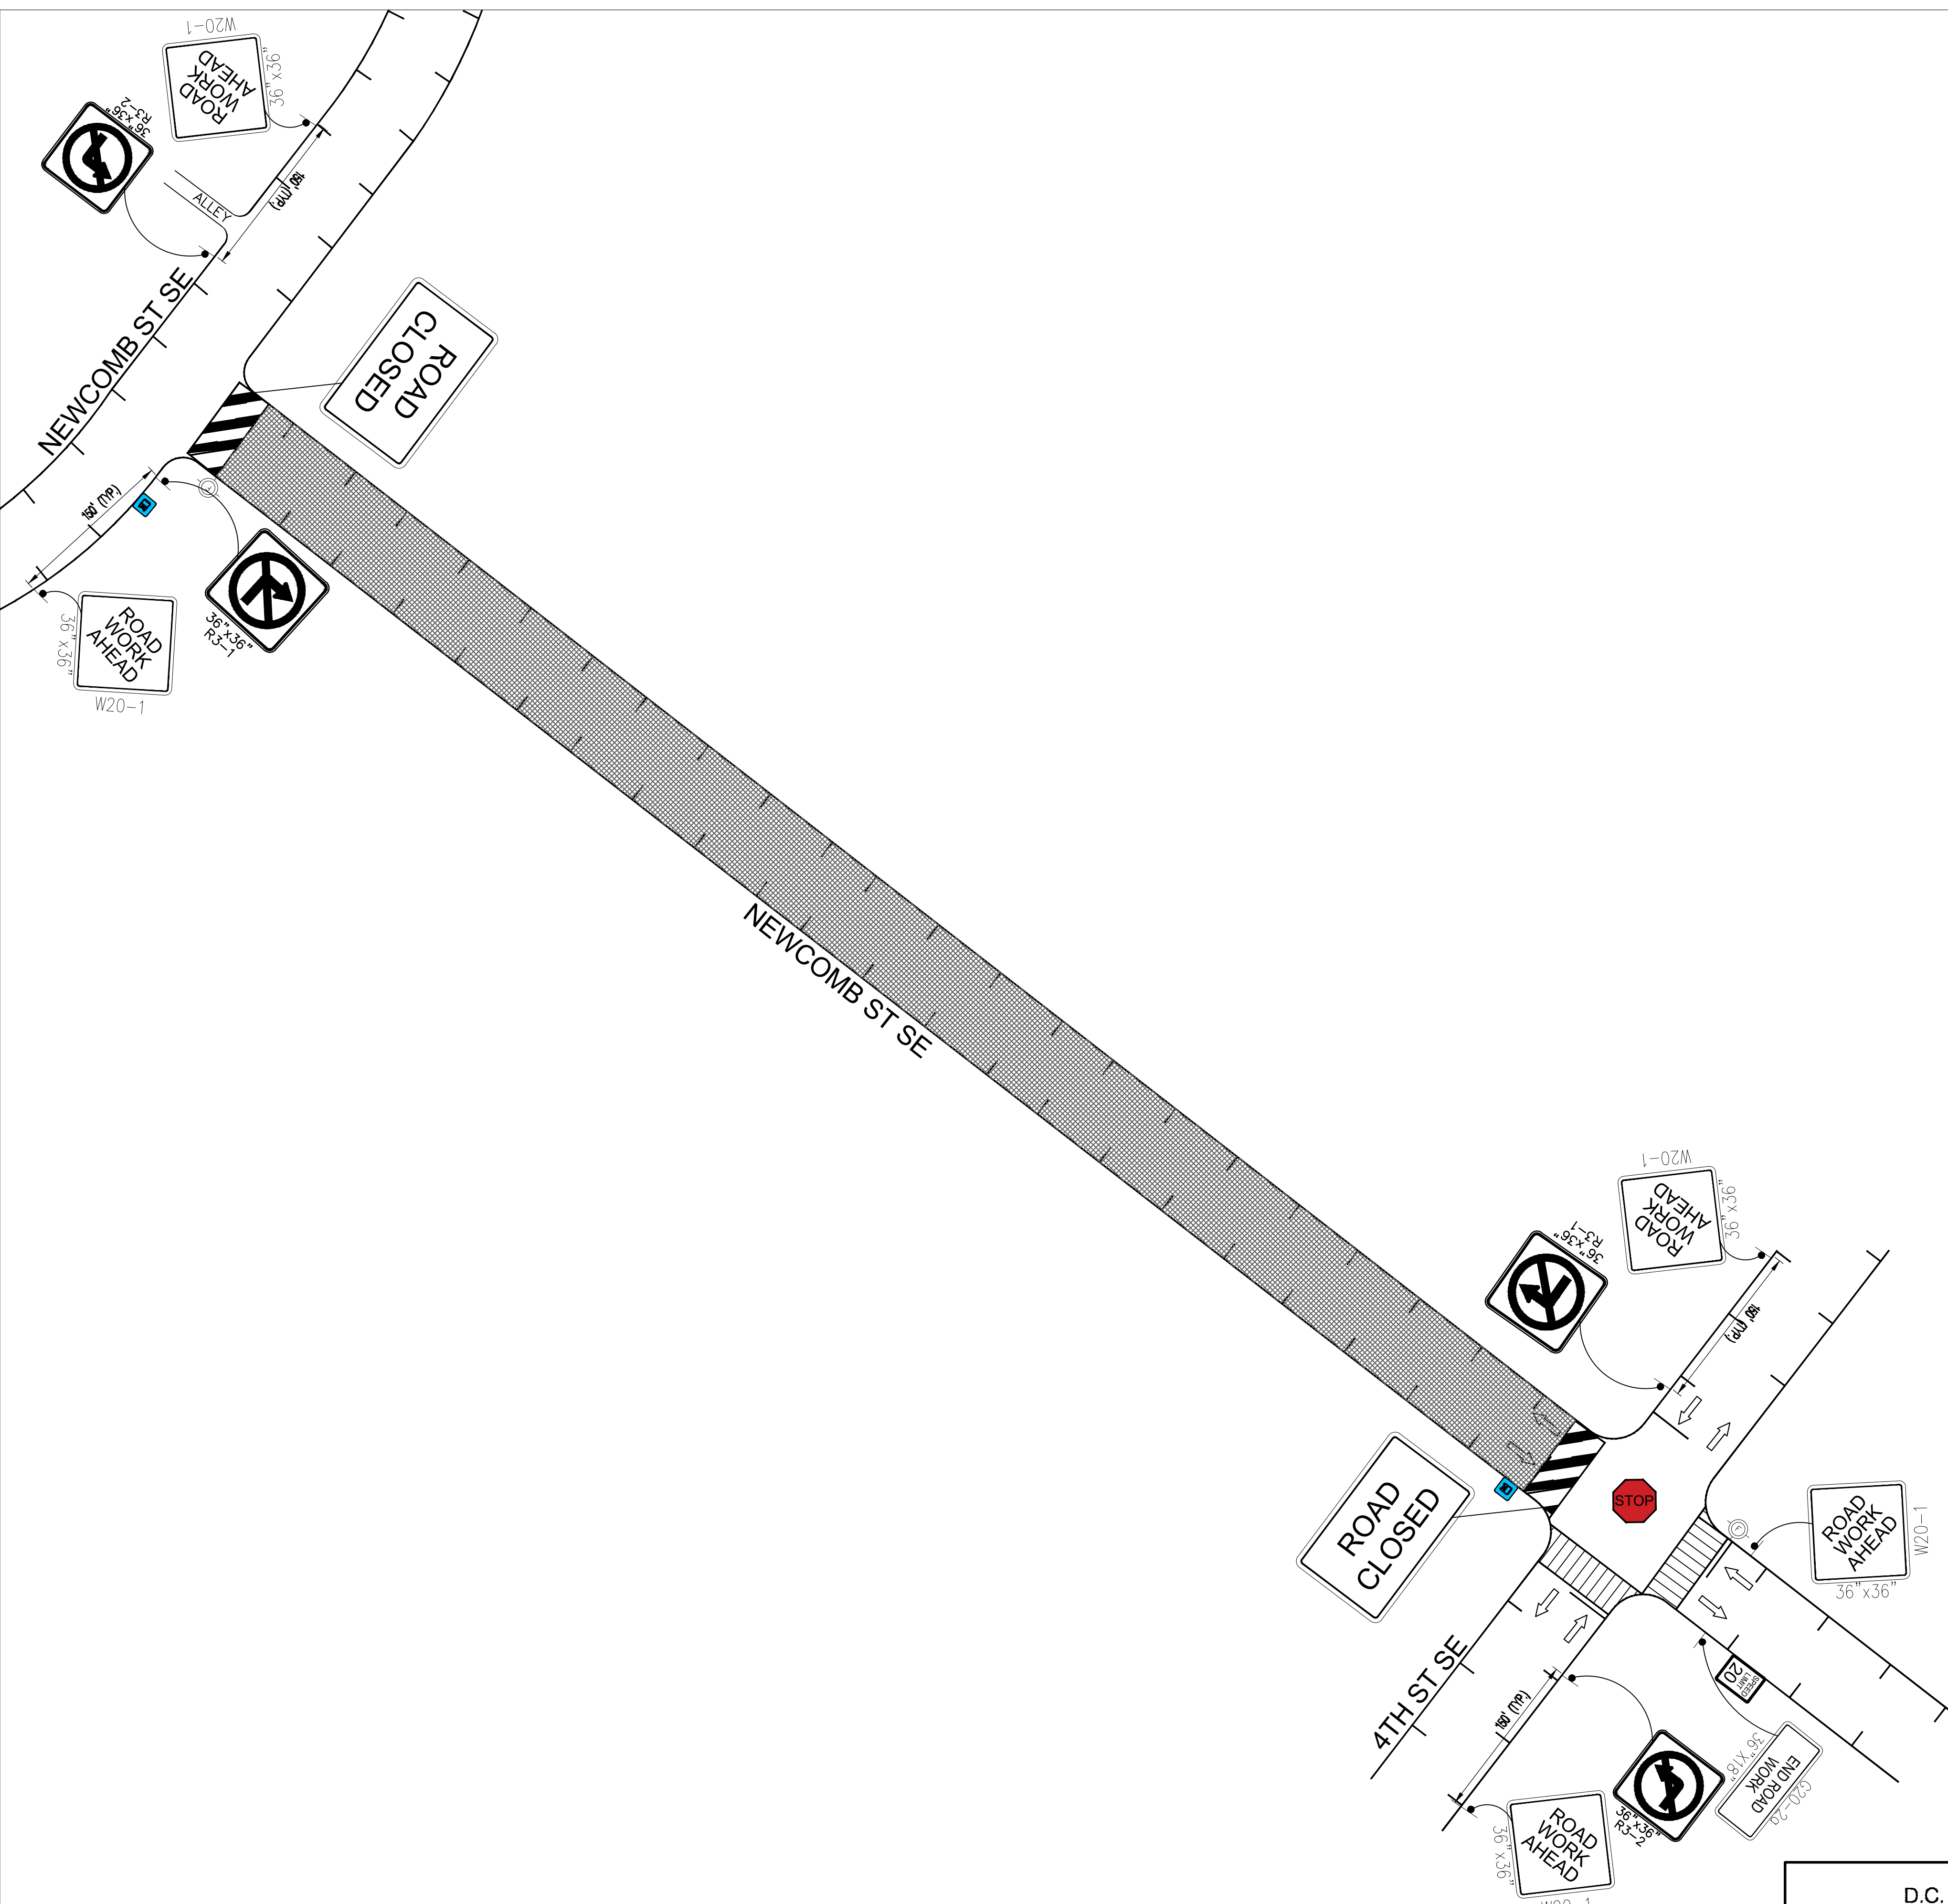 W20-1
ROAD
WORK
AHEAD
36"x36"
36"x36"
R3-2
ALLEY
150' (TYP.)
NEWCOMB ST SE
ROAD
CLOSED
150' (TYP.)
36"x36"
R3-1
ROAD
WORK
AHEAD
36"x36"
W20-1
NEWCOMB ST SE
W20-1
ROAD
WORK
AHEAD
36"x36"
36"x36"
R3-1
150' (TYP.)
ROAD
CLOSED
STOP
F
ROAD
WORK
AHEAD
W20-1
36"x36"
4TH ST SE
150' (TYP.)
SPEED
LIMIT
20
36"X18"
END ROAD
WORK
G20-2a
36"x36"
R3-2
ROAD
WORK
AHEAD
36"x36"
D.C.